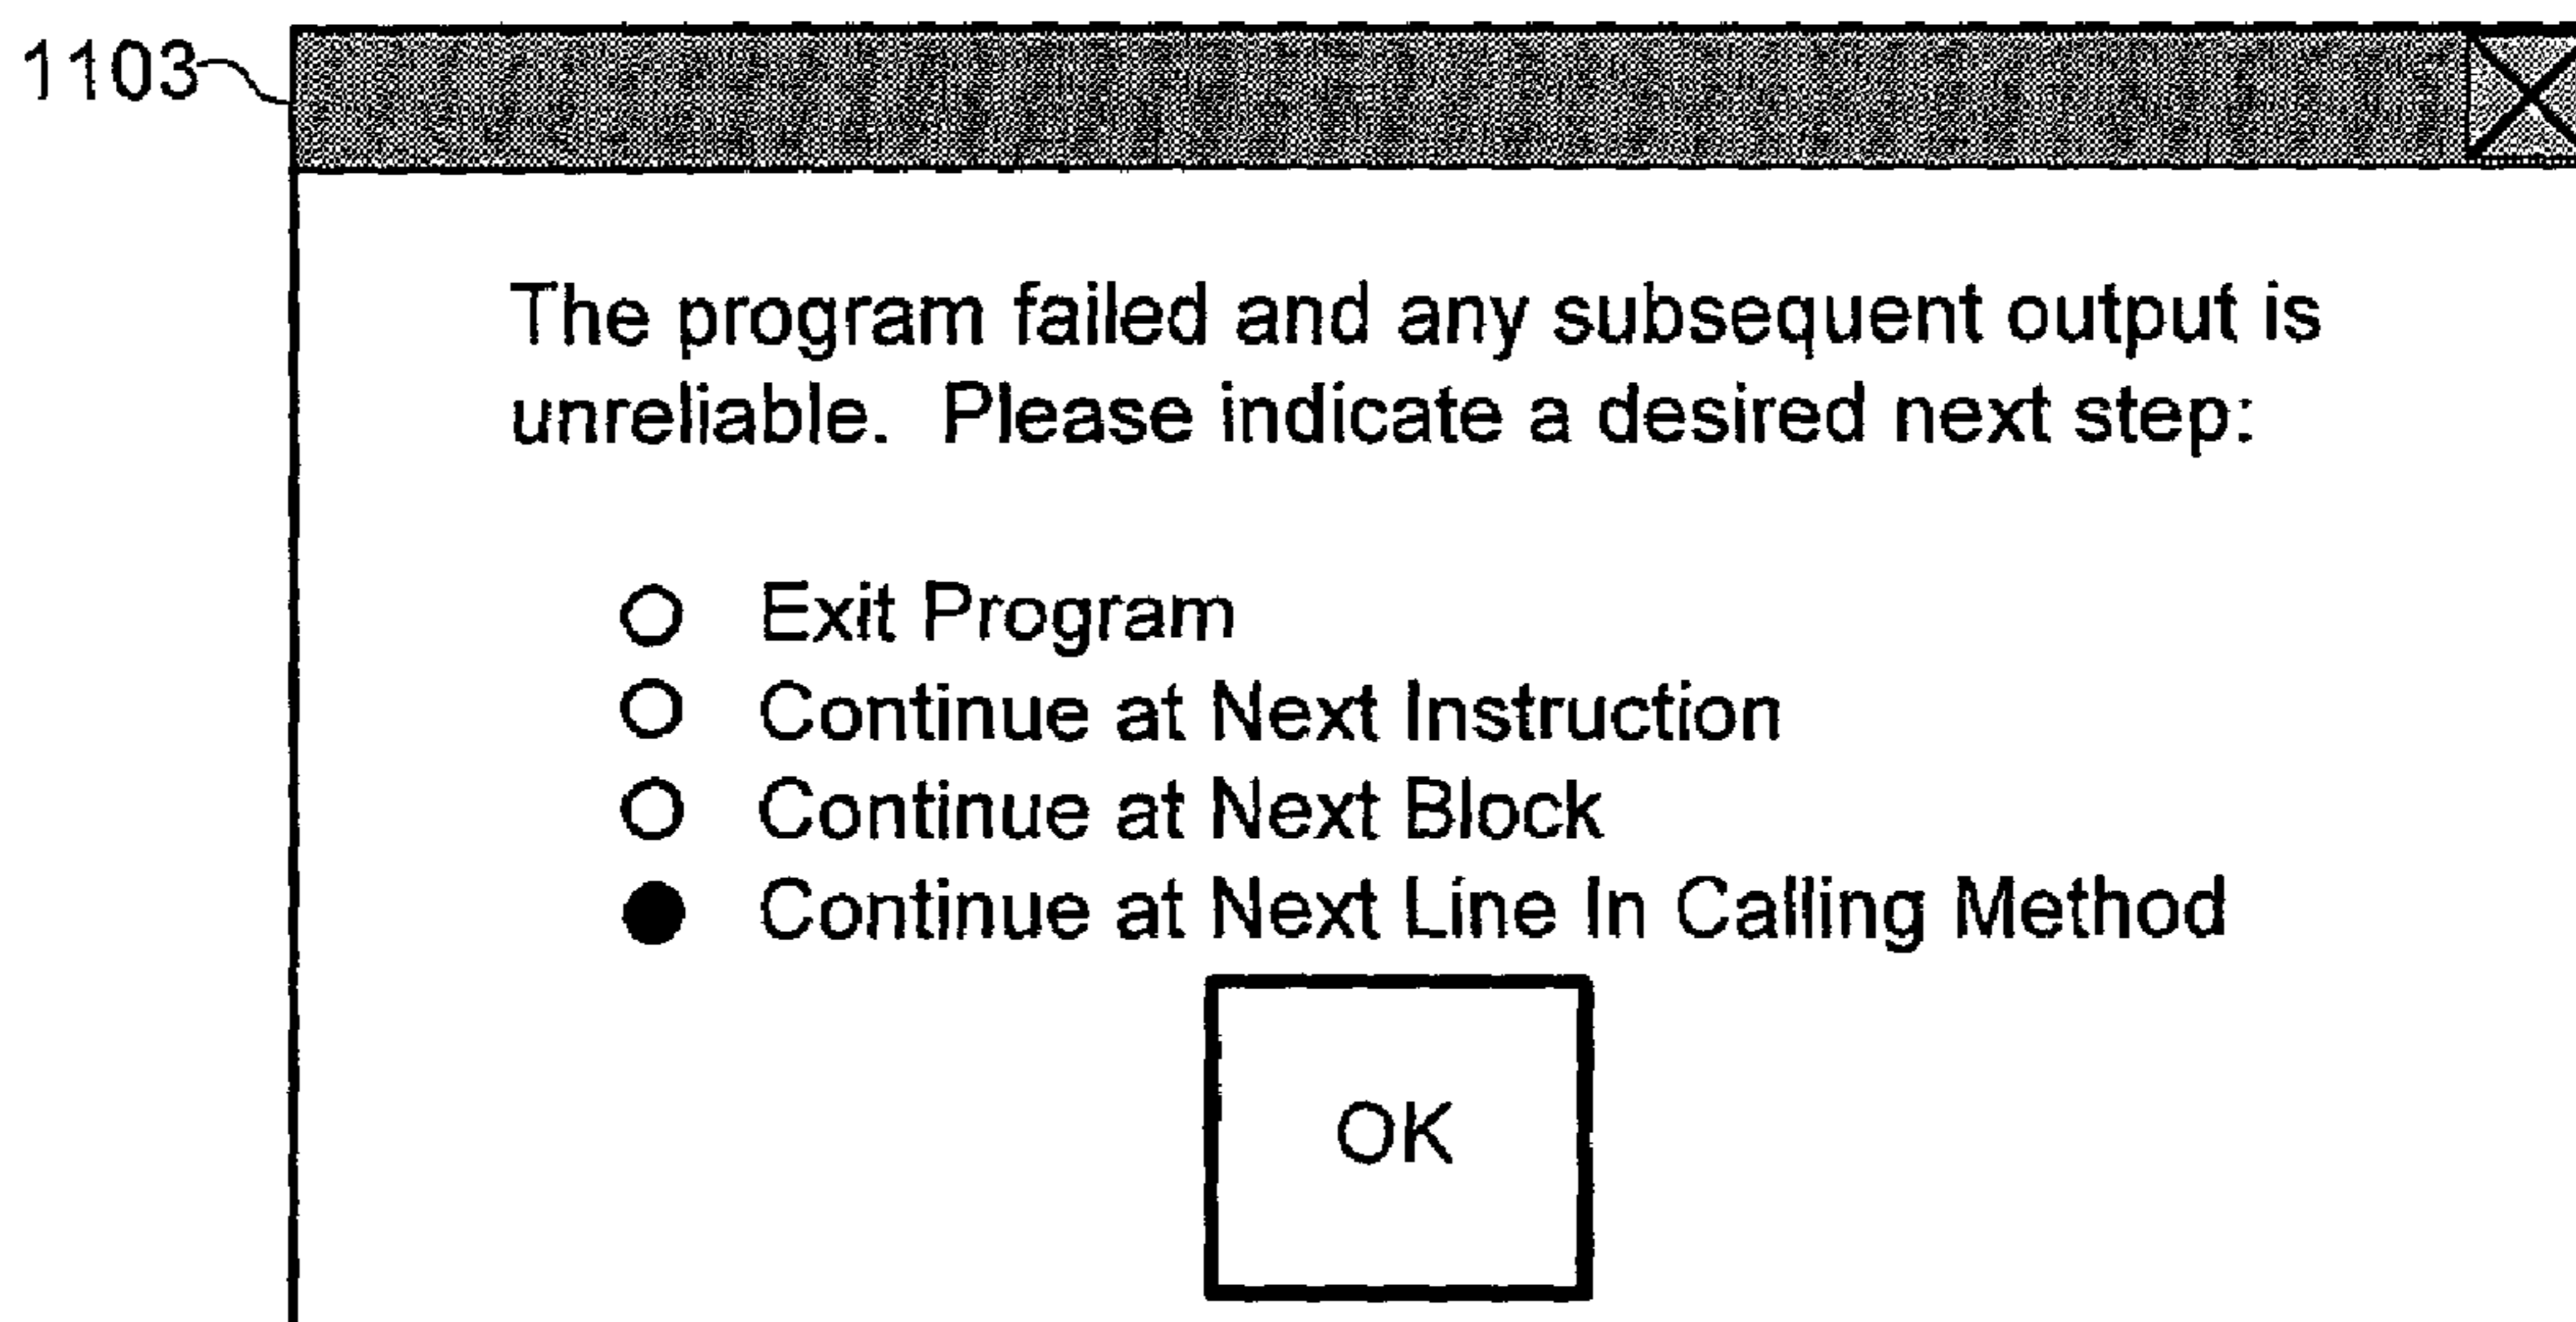 1103
The program failed and any subsequent output is
unreliable. Please indicate a desired next step:
Exit Program
Continue at Next Instruction
Continue at Next Block
Continue at Next Line In Calling Method
OK